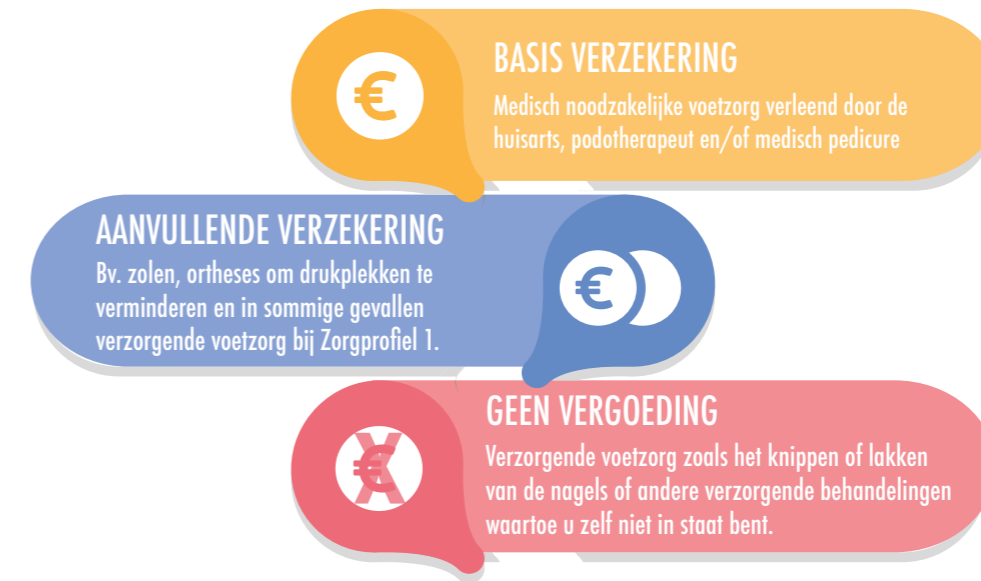 €
BASIS VERZEKERING
Medisch noodzakelijke voetzorg verleend door de
huisarts, podotherapeut en/of medisch pedicure
AANVULLENDE VERZEKERING
Bv. zolen, ortheses om drukplekken te
verminderen en in sommige gevallen
verzorgende voetzorg bij Zorgprofiel 1.
€
X €
GEEN VERGOEDING
Verzorgende voetzorg zoals het knippen of lakken
van de nagels of andere verzorgende behandelingen
waartoe u zelf niet in staat bent.